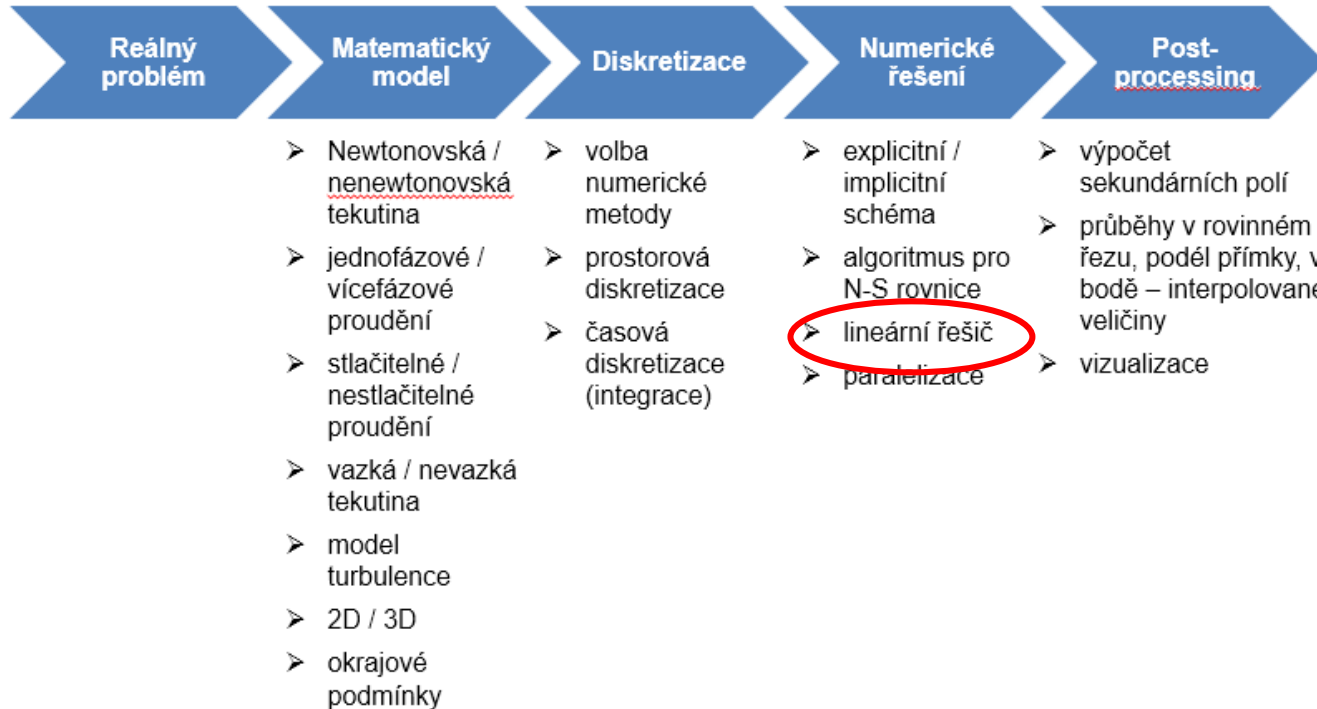 Reálný
problém
Matematický
model
Diskretizace
Numerické
řešení
Post-
processing
➢ Newtonovská /
nenewtonovská
tekutina
➢ jednofázové /
vícefázové
proudění
➢ stlačitelné /
nestlačitelné
proudění
➢ vazká / nevazká
tekutina
➢ model
turbulence
➢ 2D / 3D
➢ okrajové
podmínky
➢ volba
numerické
metody
➢ prostorová
diskretizace
➢ časová
diskretizace
(integrace)
➢ explicitní /
implicitní
schéma
➢ algoritmus pro
N-S rovnice
➢ lineární řešič
➢ paralelizace
➢ výpočet
sekundárních polí
➢ průběhy v rovinném
řezu, podél přímky, v
bodě – interpolované
veličiny
➢ vizualizace